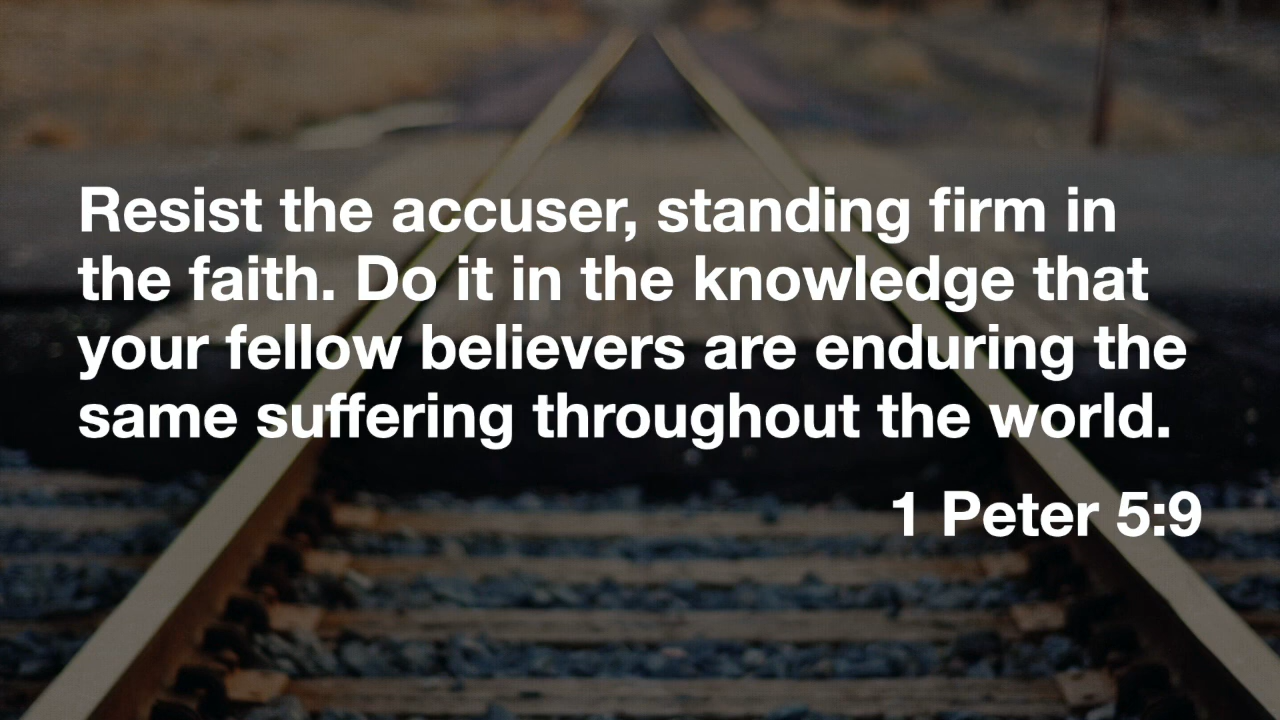 Resist the accuser, standing firm in
the faith. Do it in the knowledge that
your fellow believers are enduring the
same suffering throughout the world.
1 Peter 5:9